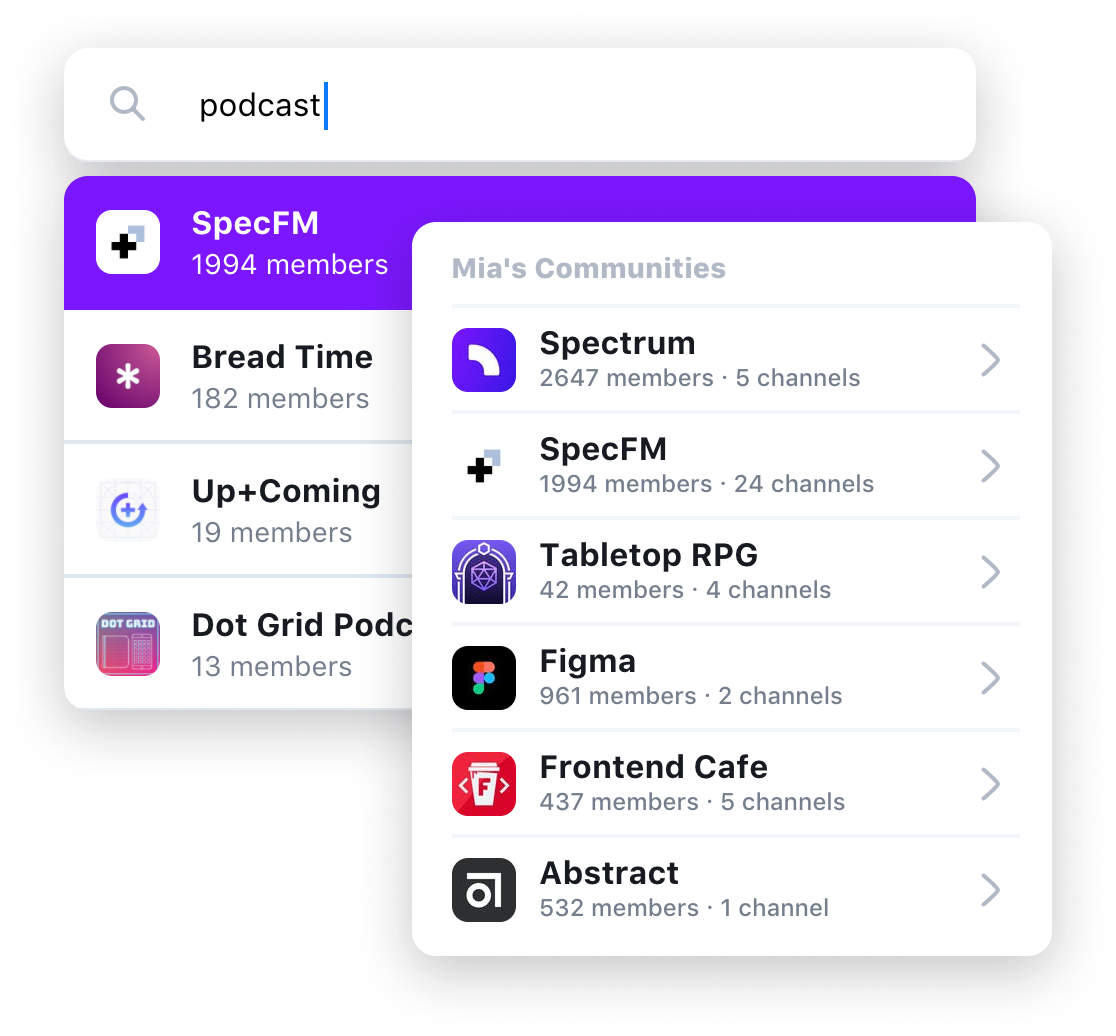 podcast
SpecFM
1994 members
Bread Time
182 members
Up+Coming
19 members
DOT GRID
Dot Grid Podc
13 members
Mia's Communities
Spectrum
2647 members · 5 channels
SpecFM
1994 members · 24 channels
Tabletop RPG
42 members · 4 channels
Figma
961 members · 2 channels
F
Frontend Cafe
437 members · 5 channels
Abstract
532 members · 1 channel